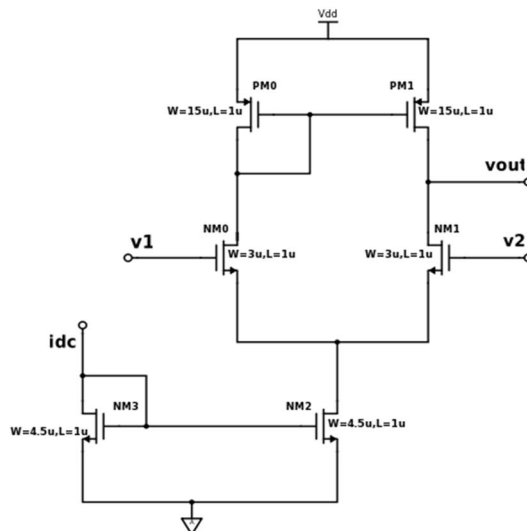 Vdd
PM0
PM1
W=15u,L=1u
W=15u,L=1u
vout
NM0
NM1
v1
v2
W=3u,L=1u
W=3u,L=1u
idc
NM3
NM2
W=4.5u,L=1u
W=4.5u,L=1u